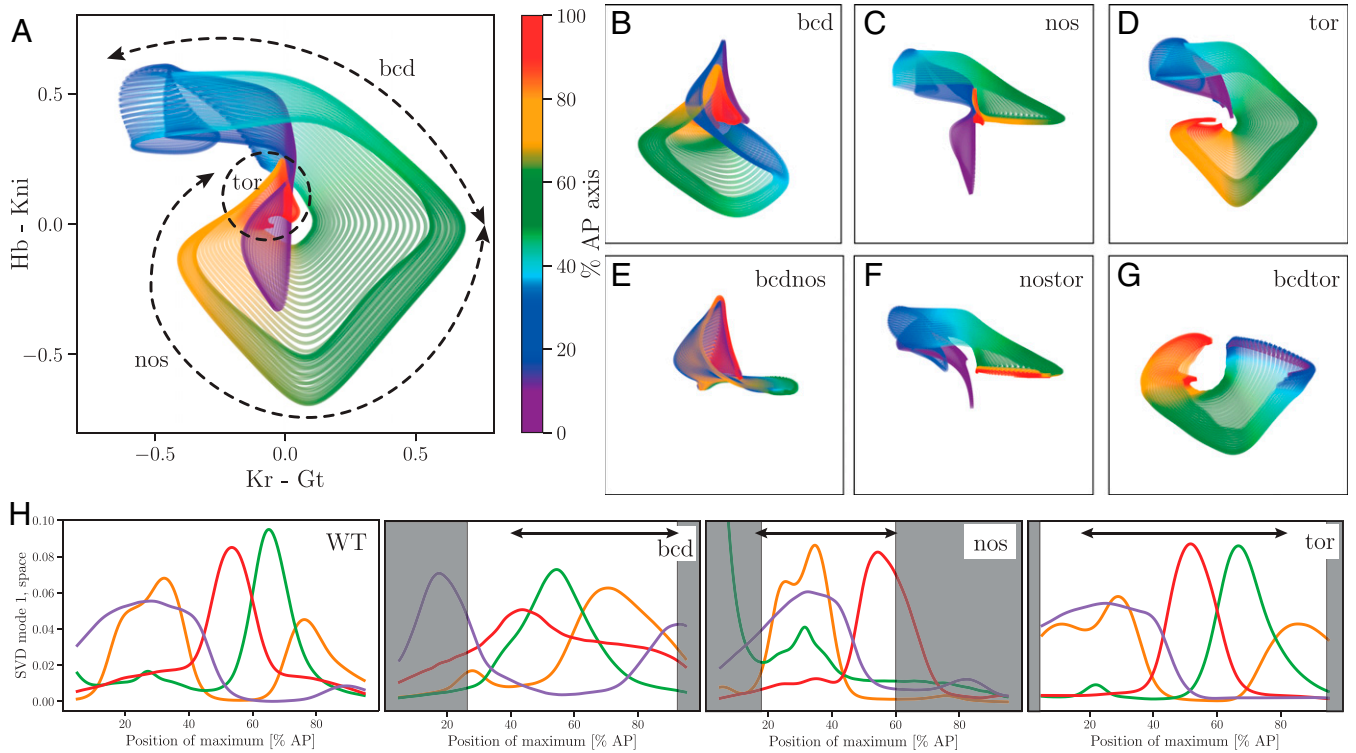 A
B
bcd
C
nos
D
tor
E
bcdnos
F
nostor
G
bcdtor
bcd
tor
nos
Hb - Kni
0.5
0.0
−0.5
−0.5
0.0
0.5
Kr - Gt
100
80
60
40
20
0
% AP axis
H
SVD mode 1, space
0.10
0.08
0.06
0.04
0.02
0.00
WT
bcd
nos
tor
20 40 60 80
20 40 60 80
20 40 60 80
20 40 60 80
Position of maximum [% AP]
Position of maximum [% AP]
Position of maximum [% AP]
Position of maximum [% AP]